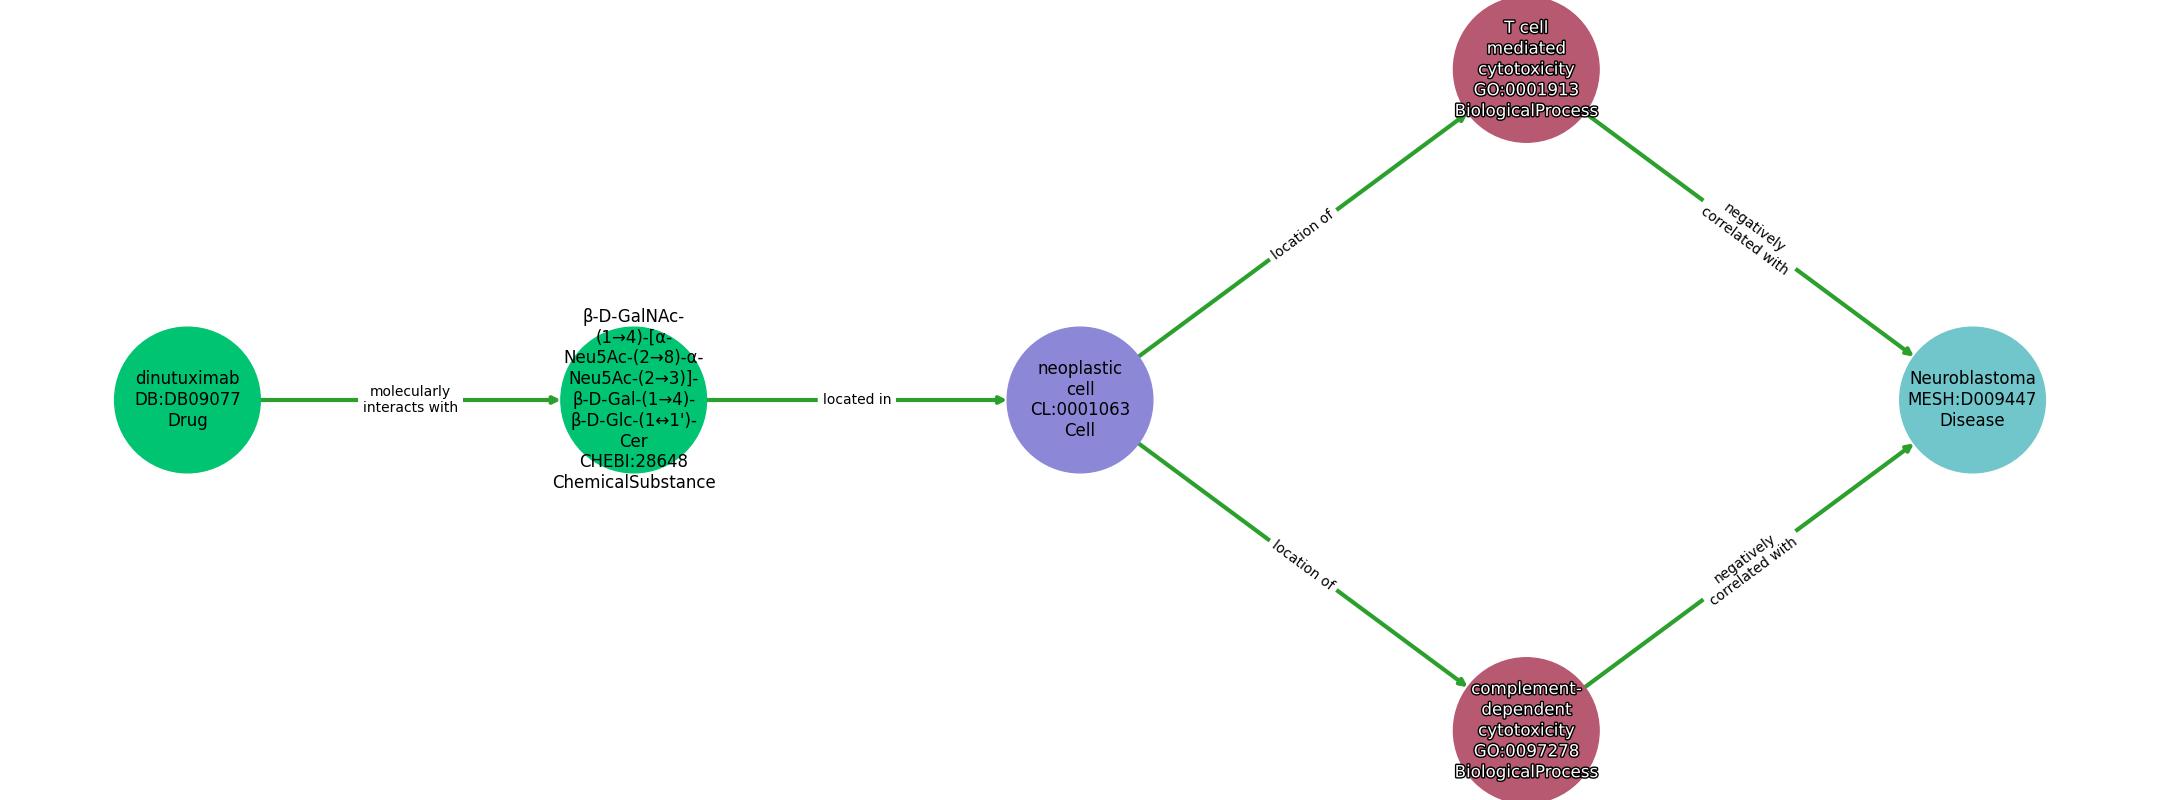 dinutuximab
DB:DB09077
Drug
molecularly
interacts with
β-D-GalNAc-
(1→4)-[α-
Neu5Ac-(2→8)-α-
Neu5Ac-(2→3)]-
β-D-Gal-(1→4)-
β-D-Glc-(1↔1')-
Cer
CHEBI:28648
ChemicalSubstance
located in
neoplastic
cell
CL:0001063
Cell
location of
T cell
mediated
cytotoxicity
GO:0001913
BiologicalProcess
negatively
correlated with
location of
complement-
dependent
cytotoxicity
GO:0097278
BiologicalProcess
negatively
correlated with
Neuroblastoma
MESH:D009447
Disease